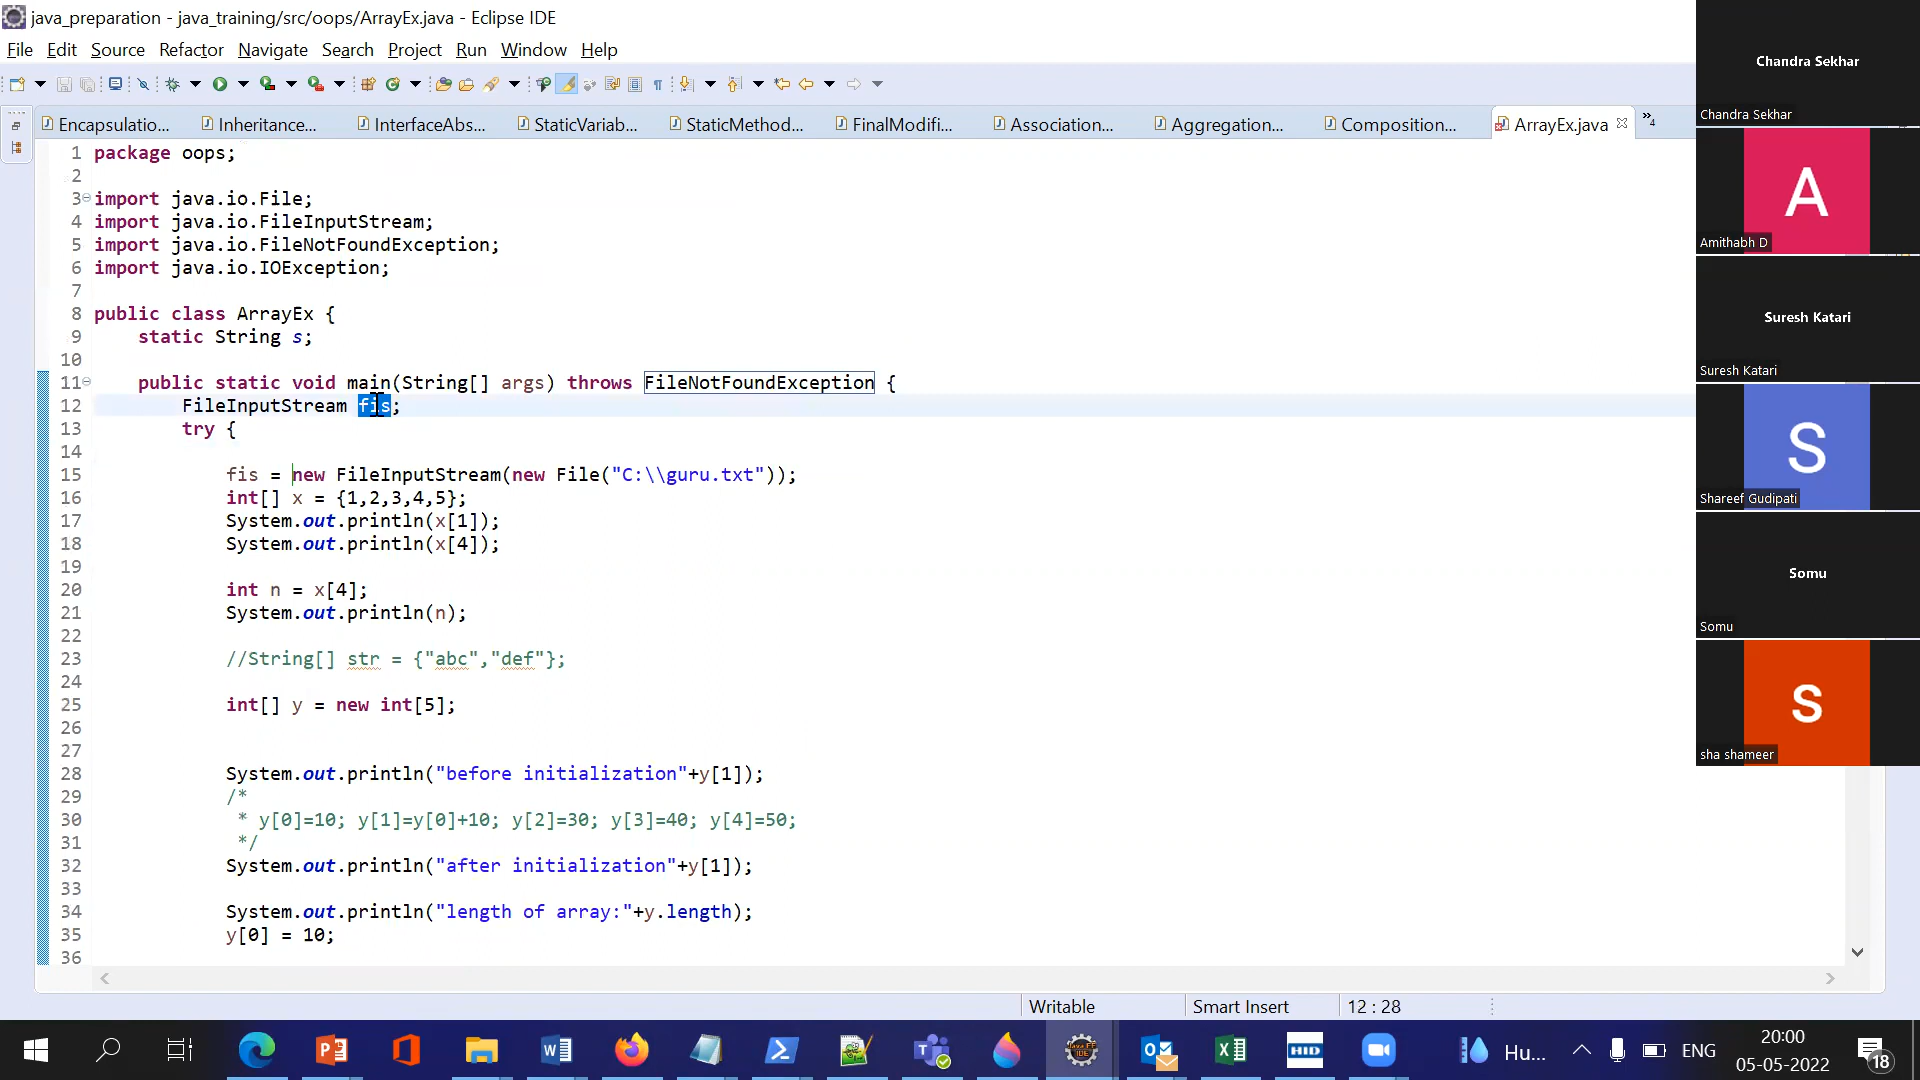 java_preparation - java_training/src/oops/ArrayEx.java - Eclipse IDE
File Edit Source Refactor Navigate Search Project Run Window Help
Encapsulatio... Inheritance... InterfaceAbs... StaticVariab... StaticMethod... FinalModifi... Association... Aggregation... Composition... ArrayEx.java »4
1 package oops;
2
3 import java.io.File;
4 import java.io.FileInputStream;
5 import java.io.FileNotFoundException;
6 import java.io.IOException;
7
8 public class ArrayEx {
9 static String s;
10
11 public static void main(String[] args) throws FileNotFoundException {
12 FileInputStream fis;
13 try {
14
15 fis = new FileInputStream(new File("C:\\guru.txt"));
16 int[] x = {1,2,3,4,5};
17 System.out.println(x[1]);
18 System.out.println(x[4]);
19
20 int n = x[4];
21 System.out.println(n);
22
23 //String[] str = {"abc","def"};
24
25 int[] y = new int[5];
26
27
28 System.out.println("before initialization"+y[1]);
29 /*
30 * y[0]=10; y[1]=y[0]+10; y[2]=30; y[3]=40; y[4]=50;
31 */
32 System.out.println("after initialization"+y[1]);
33
34 System.out.println("length of array:"+y.length);
35 y[0] = 10;
36
Writable Smart Insert 12 : 28
Chandra Sekhar
Chandra Sekhar
A
Amithabh D
Suresh Katari
Suresh Katari
S
Shareef Gudipati
Somu
Somu
S
sha shameer
HID
Hu...
ENG
20:00
05-05-2022
18